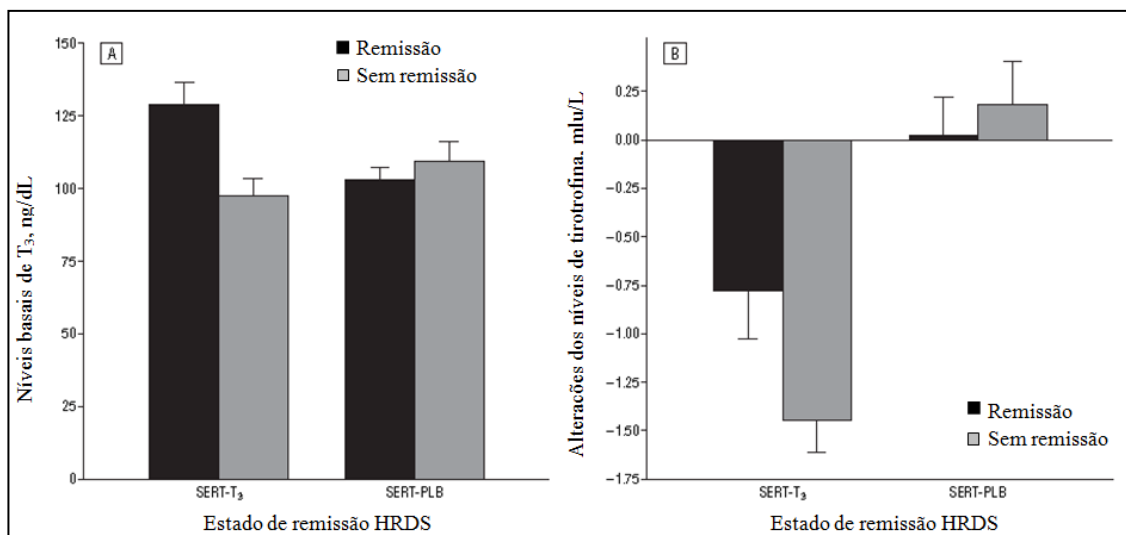 A
Remissão
Sem remissão
Níveis basais de T₃, ng/dL
150
125
100
75
50
25
0
SERT-T₃
SERT-PLB
Estado de remissão HRDS
B
Alterações dos níveis de tirotrofina. mlu/L
0.25
0.00
−0.25
−0.50
−0.75
−1.00
−1.25
−1.50
−1.75
Remissão
Sem remissão
SERT-T₃
SERT-PLB
Estado de remissão HRDS